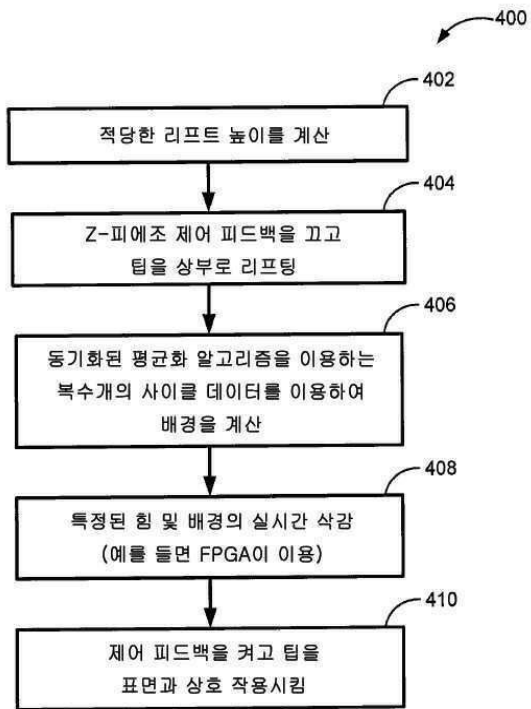 400
402
적당한 리프트 높이를 계산
404
Z-피에조 제어 피드백을 끄고
팁을 상부로 리프팅
406
동기화된 평균화 알고리즘을 이용하는
복수개의 사이클 데이터를 이용하여
배경을 계산
408
특정된 힘 및 배경의 실시간 삭감
(예를 들면 FPGA이 이용)
410
제어 피드백을 켜고 팁을
표면과 상호 작용시킴